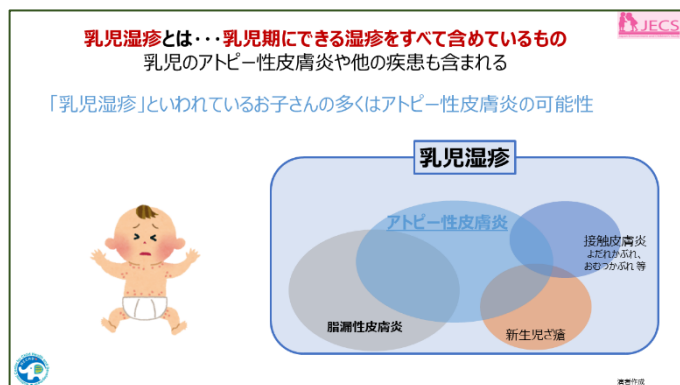 乳児湿疹とは・・・乳児期にできる湿疹をすべて含めているもの
JECS
乳児のアトピー性皮膚炎や他の疾患も含まれる
「乳児湿疹」といわれているお子さんの多くはアトピー性皮膚炎の可能性
乳児湿疹
アトピー性皮膚炎
接触皮膚炎
よだれかぶれ、
おむつかぶれ 等
脂漏性皮膚炎
新生児ざ瘡
演者作成